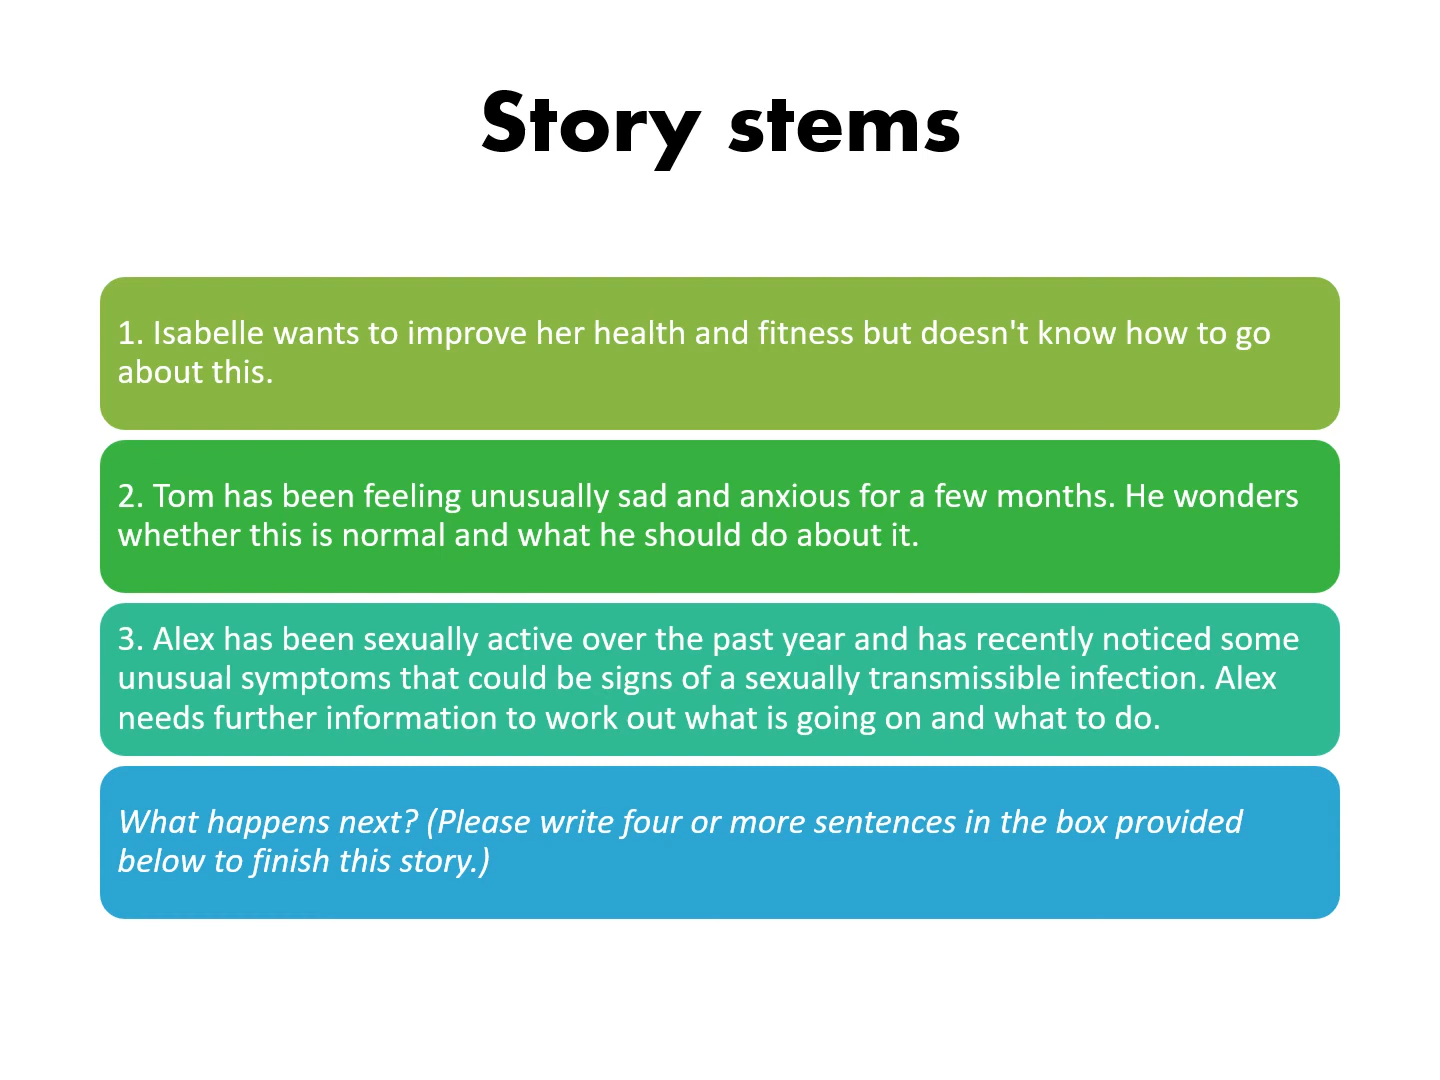 Story stems
1. Isabelle wants to improve her health and fitness but doesn't know how to go
about this.
2. Tom has been feeling unusually sad and anxious for a few months. He wonders
whether this is normal and what he should do about it.
3. Alex has been sexually active over the past year and has recently noticed some
unusual symptoms that could be signs of a sexually transmissible infection. Alex
needs further information to work out what is going on and what to do.
What happens next? (Please write four or more sentences in the box provided
below to finish this story.)